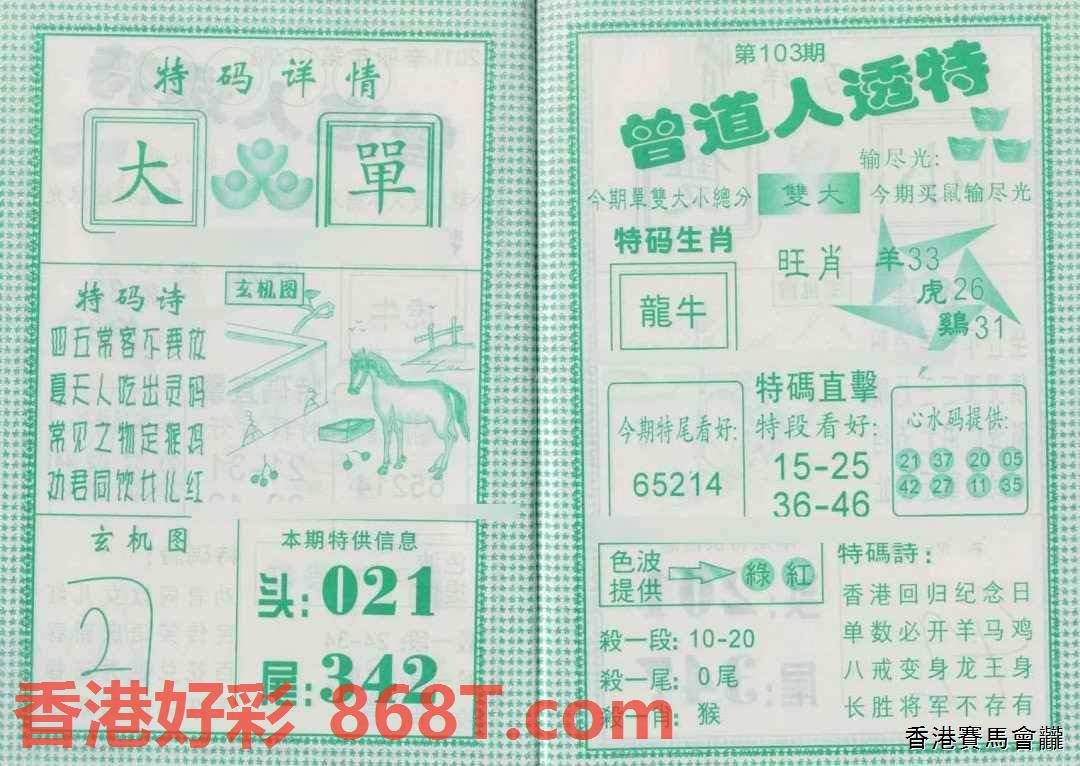 特码详情
大
單
特码诗
玄机图
四五常客不要放
夏天人吃出灵码
常见之物定猴鸡
劝君同饮女儿红
玄机图
本期特供信息
头:021
尾:342
第103期
曾道人透特
输尽光:
今期單雙大小總分
雙大
今期买鼠输尽光
特码生肖
龍牛
旺肖
羊33
虎26
鷄31
今期特尾看好:
65214
特碼直擊
特段看好:
15-25
36-46
心水码提供:
21 37 20 05
42 27 11 35
色波
提供
綠 紅
殺一段: 10-20
殺一尾: 0尾
殺一肖: 猴
特碼詩:
香港回归纪念日
单数必开羊马鸡
八戒变身龙王身
长胜将军不存有
香港好彩 868T.com
香港賽馬會